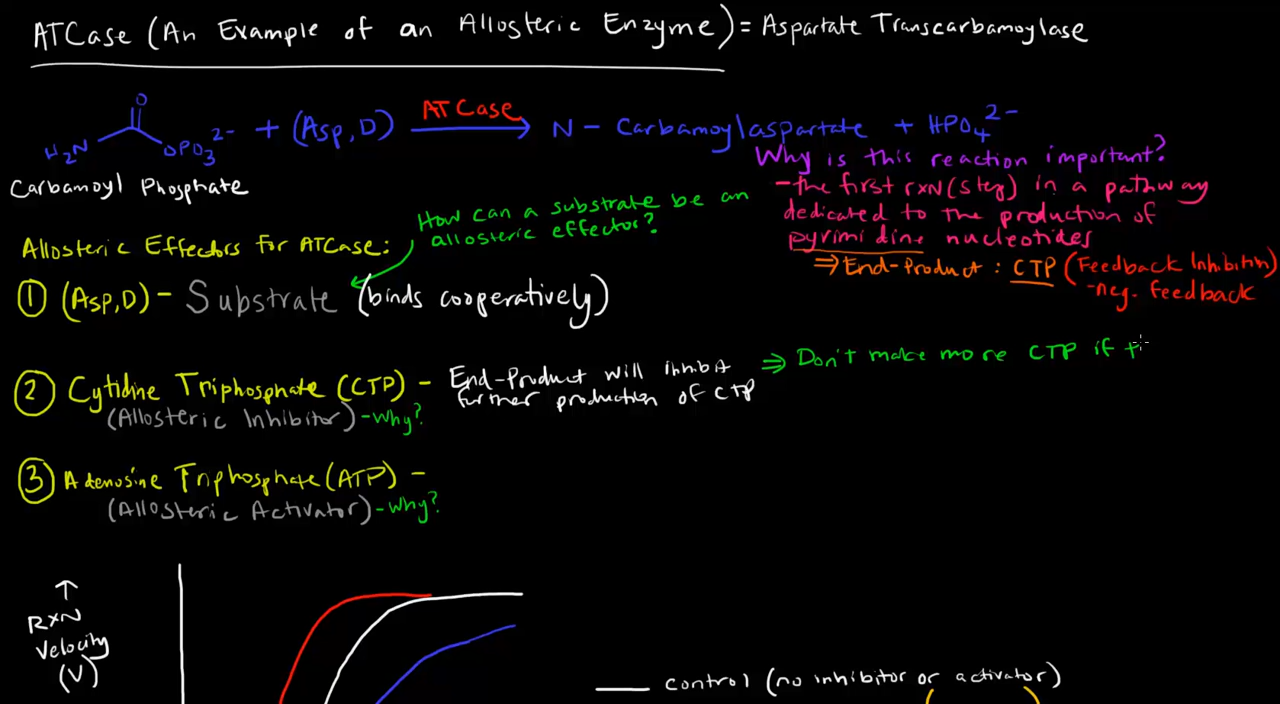 ATCase (An Example of an Allosteric Enzyme) = Aspartate Transcarbamoylase
O
H2N
OPO3 2-
+ (Asp, D)
ATCase
N - Carbamoylaspartate + HPO4 2-
Carbamoyl Phosphate
Why is this reaction important?
- the first rxn (step) in a pathway
dedicated to the production of
pyrimidine nucleotides
⇒ End-Product : CTP (Feedback Inhibition)
- neg. feedback
How can a substrate be an
allosteric effector?
Allosteric Effectors for ATCase:
① (Asp, D) - Substrate (binds cooperatively)
② Cytidine Triphosphate (CTP) - End-Product will inhibit
further production of CTP
(Allosteric Inhibitor) - Why?
⇒ Don't make more CTP if
③ Adenosine Triphosphate (ATP) -
(Allosteric Activator) - Why?
↑
RXN
Velocity
(V)
control (no inhibitor or activator)